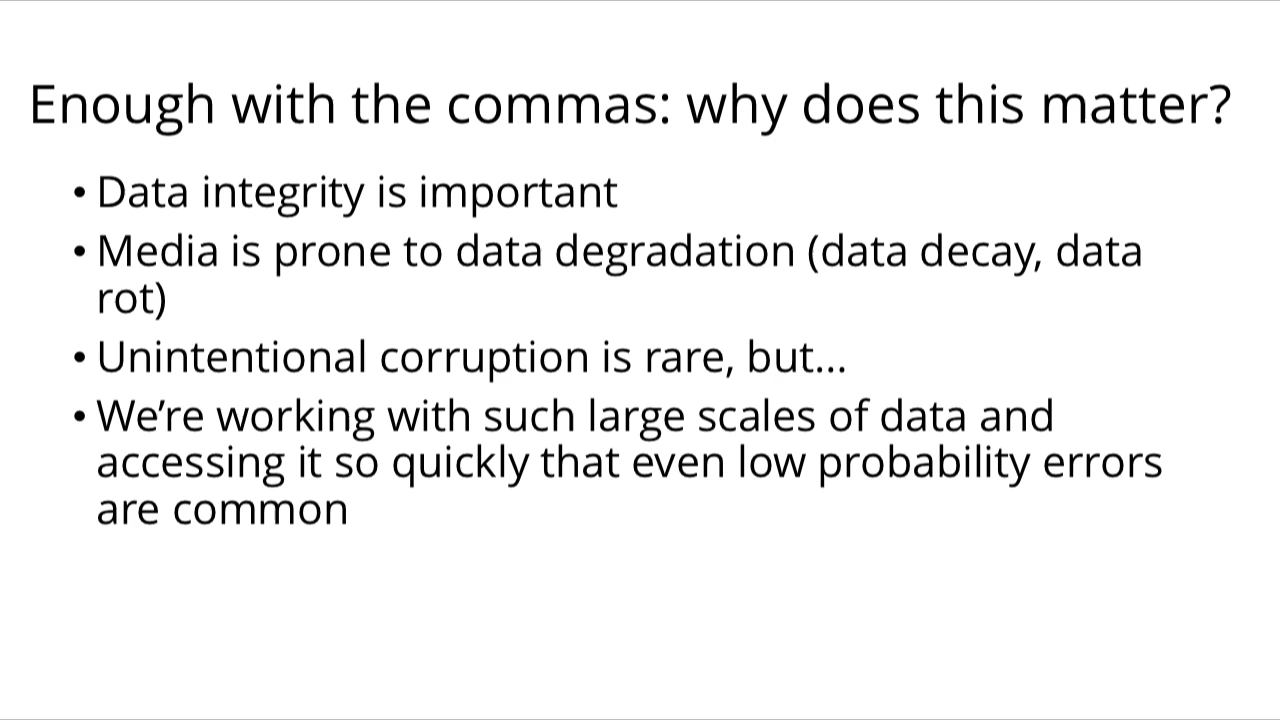 Enough with the commas: why does this matter?
• Data integrity is important
• Media is prone to data degradation (data decay, data
rot)
• Unintentional corruption is rare, but…
• We’re working with such large scales of data and
accessing it so quickly that even low probability errors
are common